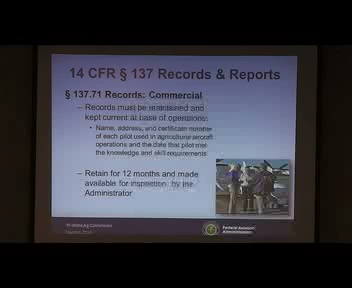 14 CFR § 137 Records & Reports
§ 137.71 Records: Commercial
– Records must be maintained and
kept current at base of operations:
• Name, address, and certificate number
of each pilot used in agricultural aircraft
operations and the date that pilot met
the knowledge and skill requirements
– Retain for 12 months and made
available for inspection by the
Administrator
Federal Aviation
Administration